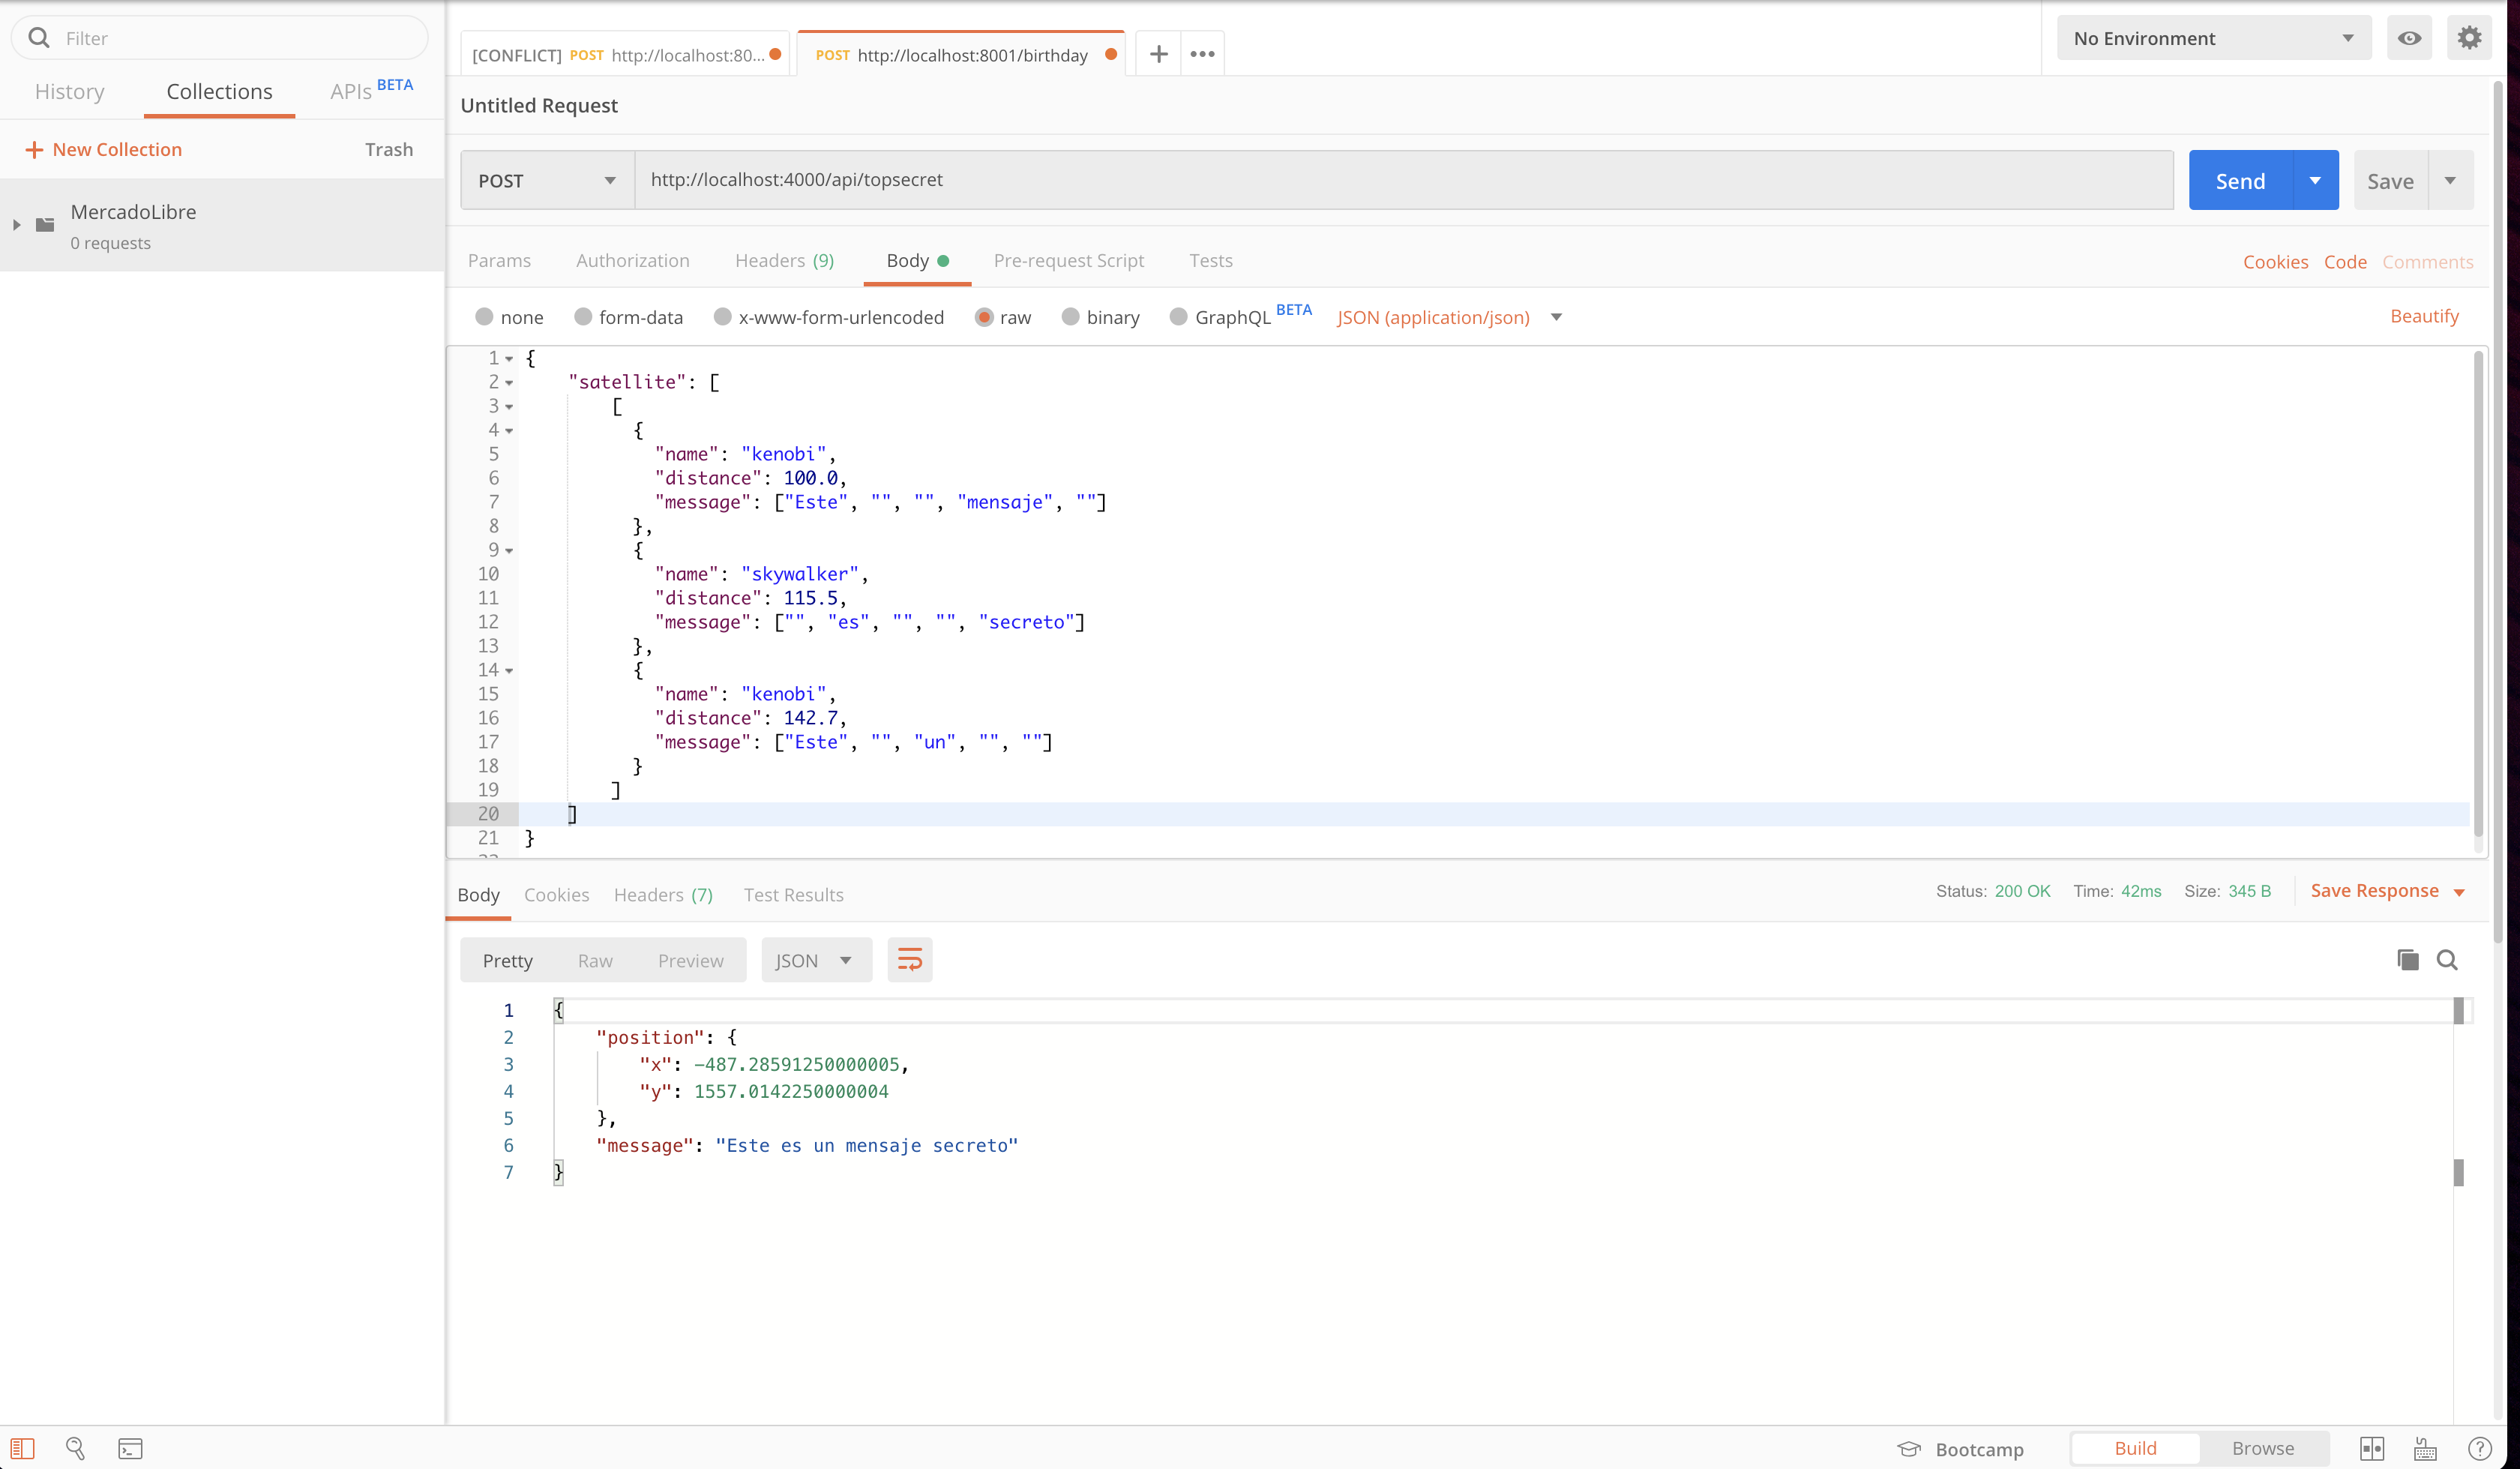 Filter
History Collections APIs BETA
+ New Collection Trash
MercadoLibre
0 requests
[CONFLICT] POST http://localhost:80...
POST http://localhost:8001/birthday
No Environment
Untitled Request
POST http://localhost:4000/api/topsecret Send Save
Params Authorization Headers (9) Body Pre-request Script Tests Cookies Code Comments
none form-data x-www-form-urlencoded raw binary GraphQL BETA JSON (application/json) Beautify
1 {
2 "satellite": [
3 [
4 {
5 "name": "kenobi",
6 "distance": 100.0,
7 "message": ["Este", "", "", "mensaje", ""]
8 },
9 {
10 "name": "skywalker",
11 "distance": 115.5,
12 "message": ["", "es", "", "", "secreto"]
13 },
14 {
15 "name": "kenobi",
16 "distance": 142.7,
17 "message": ["Este", "", "un", "", ""]
18 }
19 ]
20 ]
21 }
Body Cookies Headers (7) Test Results Status: 200 OK Time: 42ms Size: 345 B Save Response
Pretty Raw Preview JSON
1 {
2 "position": {
3 "x": -487.28591250000005,
4 "y": 1557.0142250000004
5 },
6 "message": "Este es un mensaje secreto"
7 }
Bootcamp Build Browse